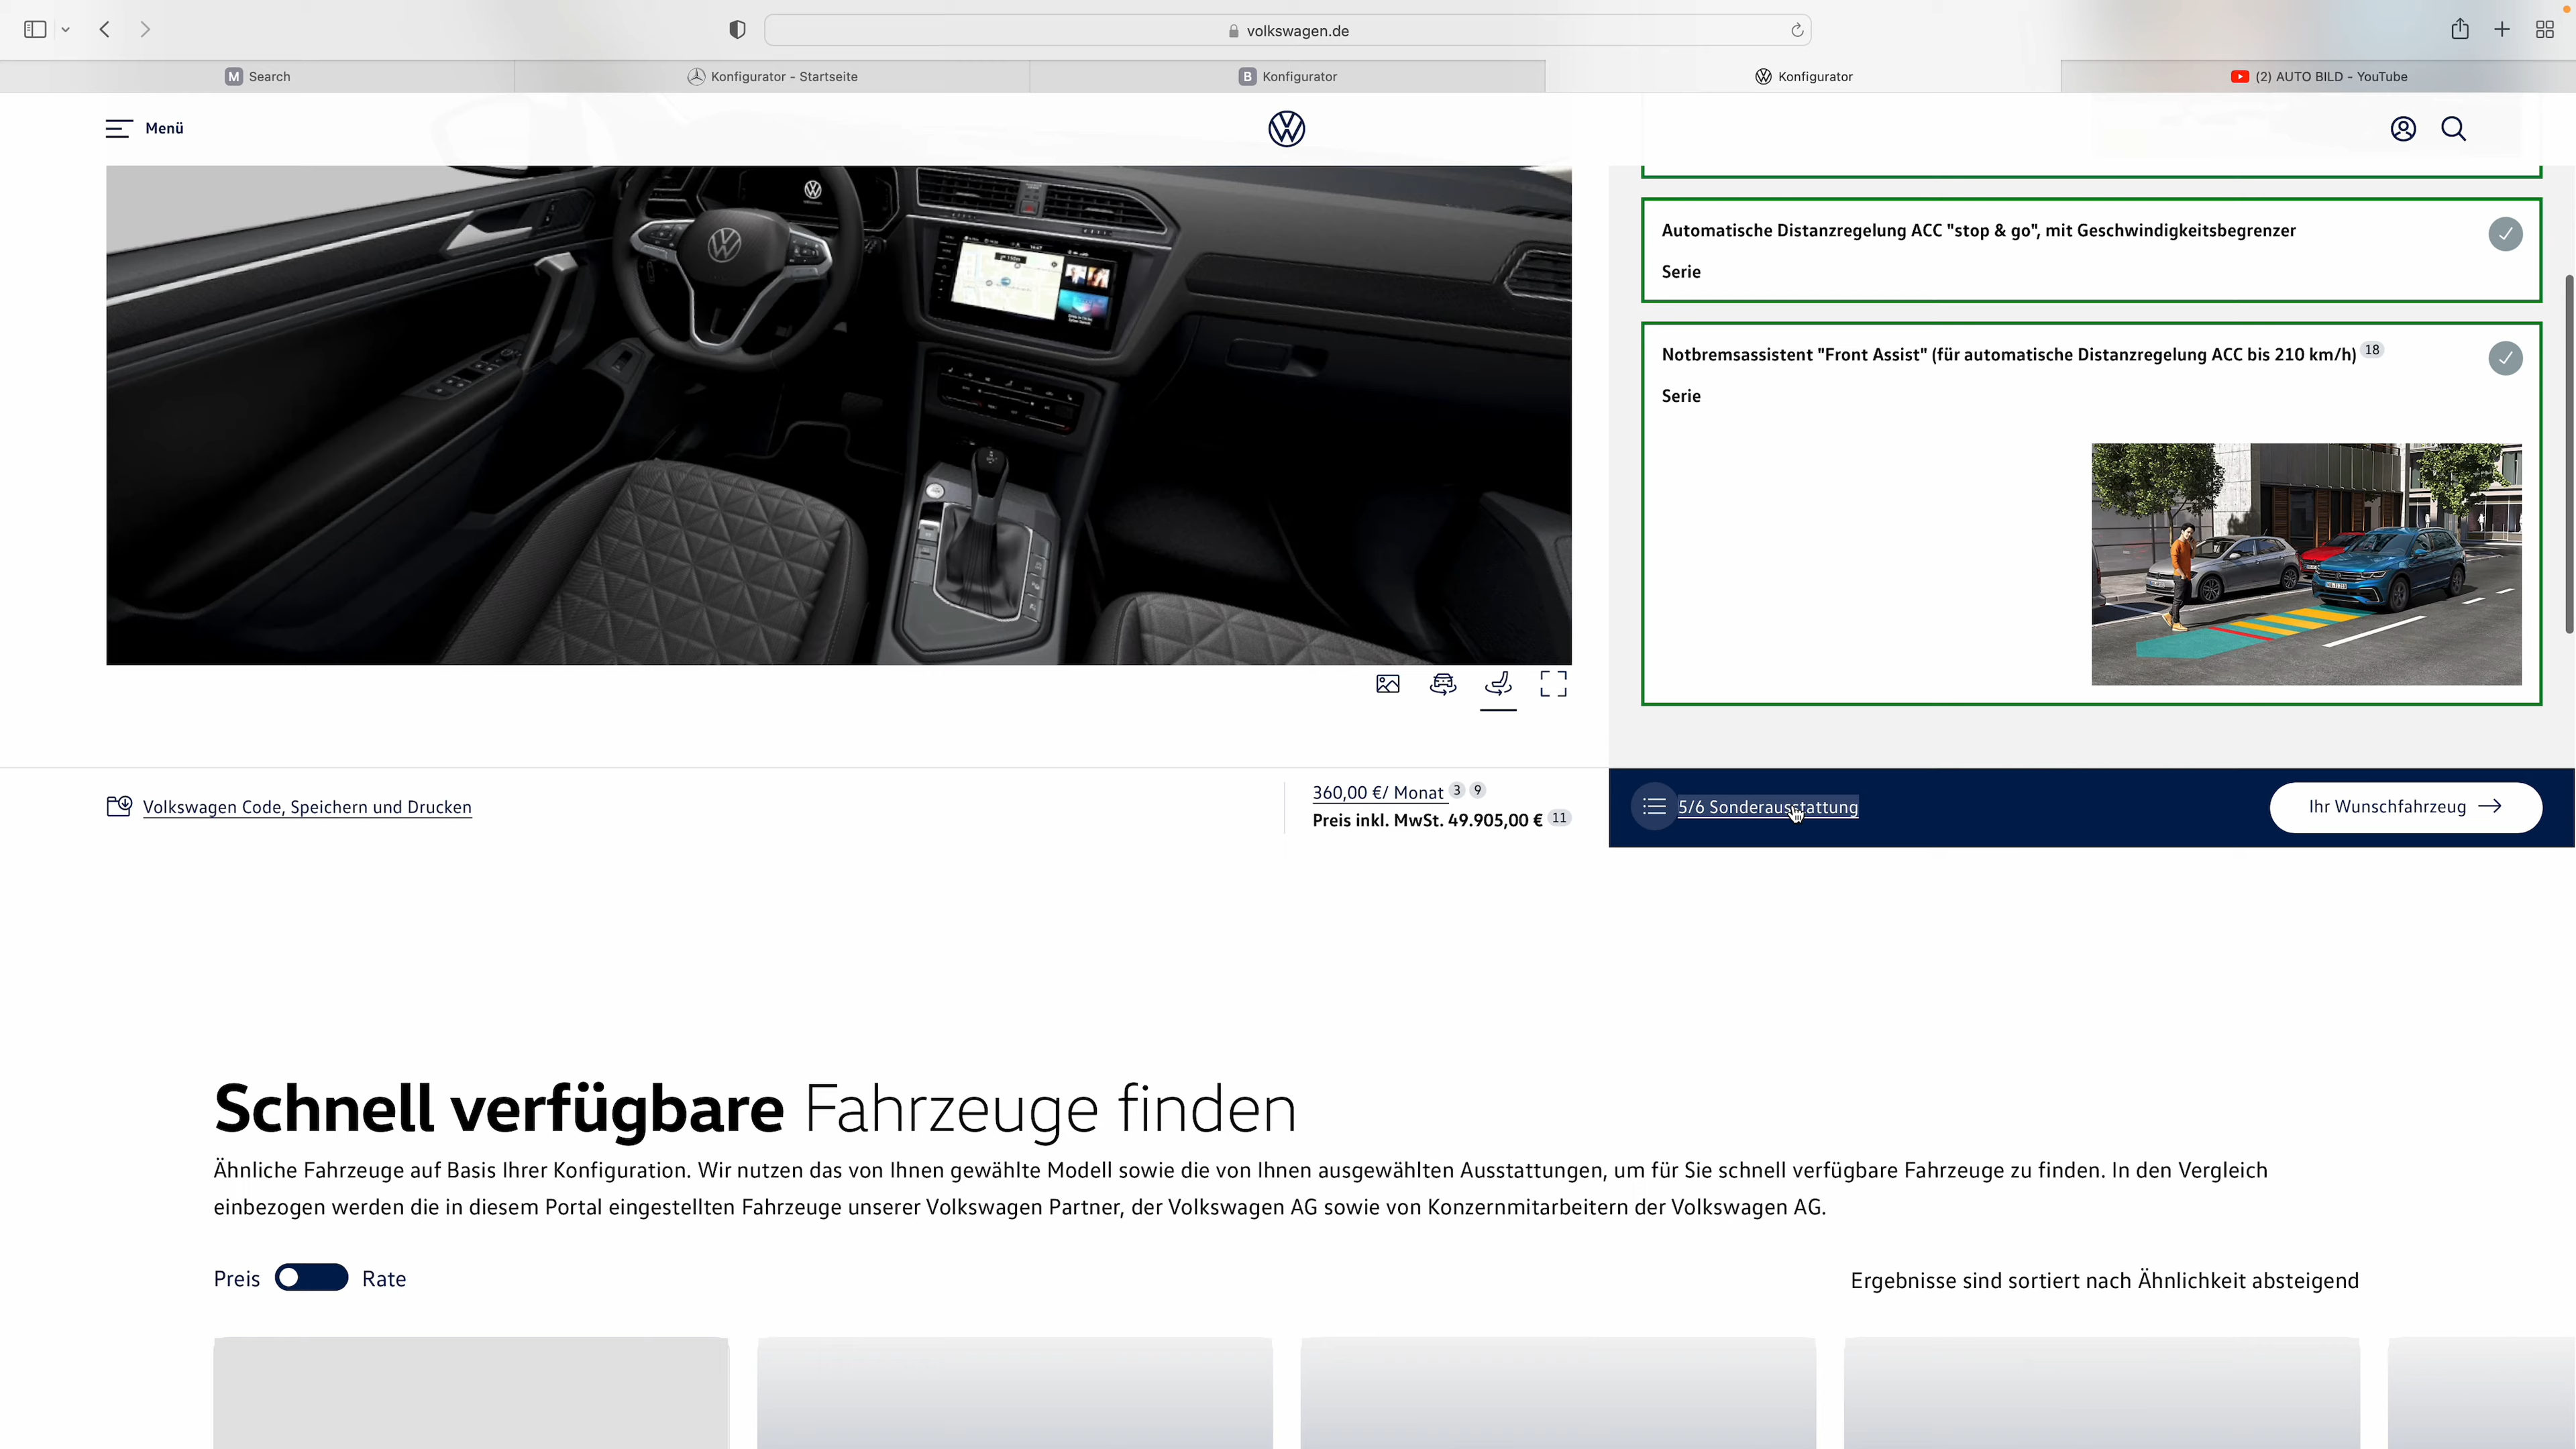 volkswagen.de
M Search
Konfigurator - Startseite
B Konfigurator
Konfigurator
(2) AUTO BILD - YouTube
Menü
Automatische Distanzregelung ACC "stop & go", mit Geschwindigkeitsbegrenzer
Serie
Notbremsassistent "Front Assist" (für automatische Distanzregelung ACC bis 210 km/h) 18
Serie
Volkswagen Code, Speichern und Drucken
360,00 €/ Monat 3 9
Preis inkl. MwSt. 49.905,00 € 11
5/6 Sonderausstattung
Ihr Wunschfahrzeug
Schnell verfügbare Fahrzeuge finden
Ähnliche Fahrzeuge auf Basis Ihrer Konfiguration. Wir nutzen das von Ihnen gewählte Modell sowie die von Ihnen ausgewählten Ausstattungen, um für Sie schnell verfügbare Fahrzeuge zu finden. In den Vergleich
einbezogen werden die in diesem Portal eingestellten Fahrzeuge unserer Volkswagen Partner, der Volkswagen AG sowie von Konzernmitarbeitern der Volkswagen AG.
Preis Rate
Ergebnisse sind sortiert nach Ähnlichkeit absteigend